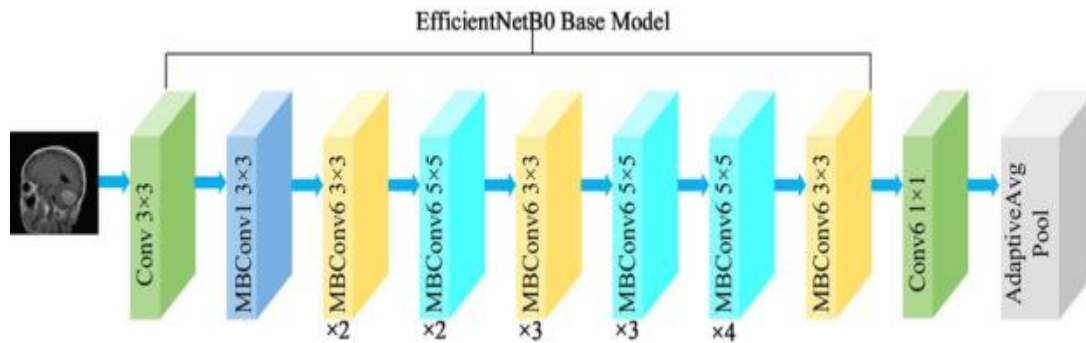 EfficientNetB0 Base Model
Conv 3×3
MBConv1 3×3
MBConv6 3×3
×2
MBConv6 5×5
×2
MBConv6 3×3
×3
MBConv6 5×5
×3
MBConv6 5×5
×4
MBConv6 3×3
Conv6 1×1
AdaptiveAvg
Pool